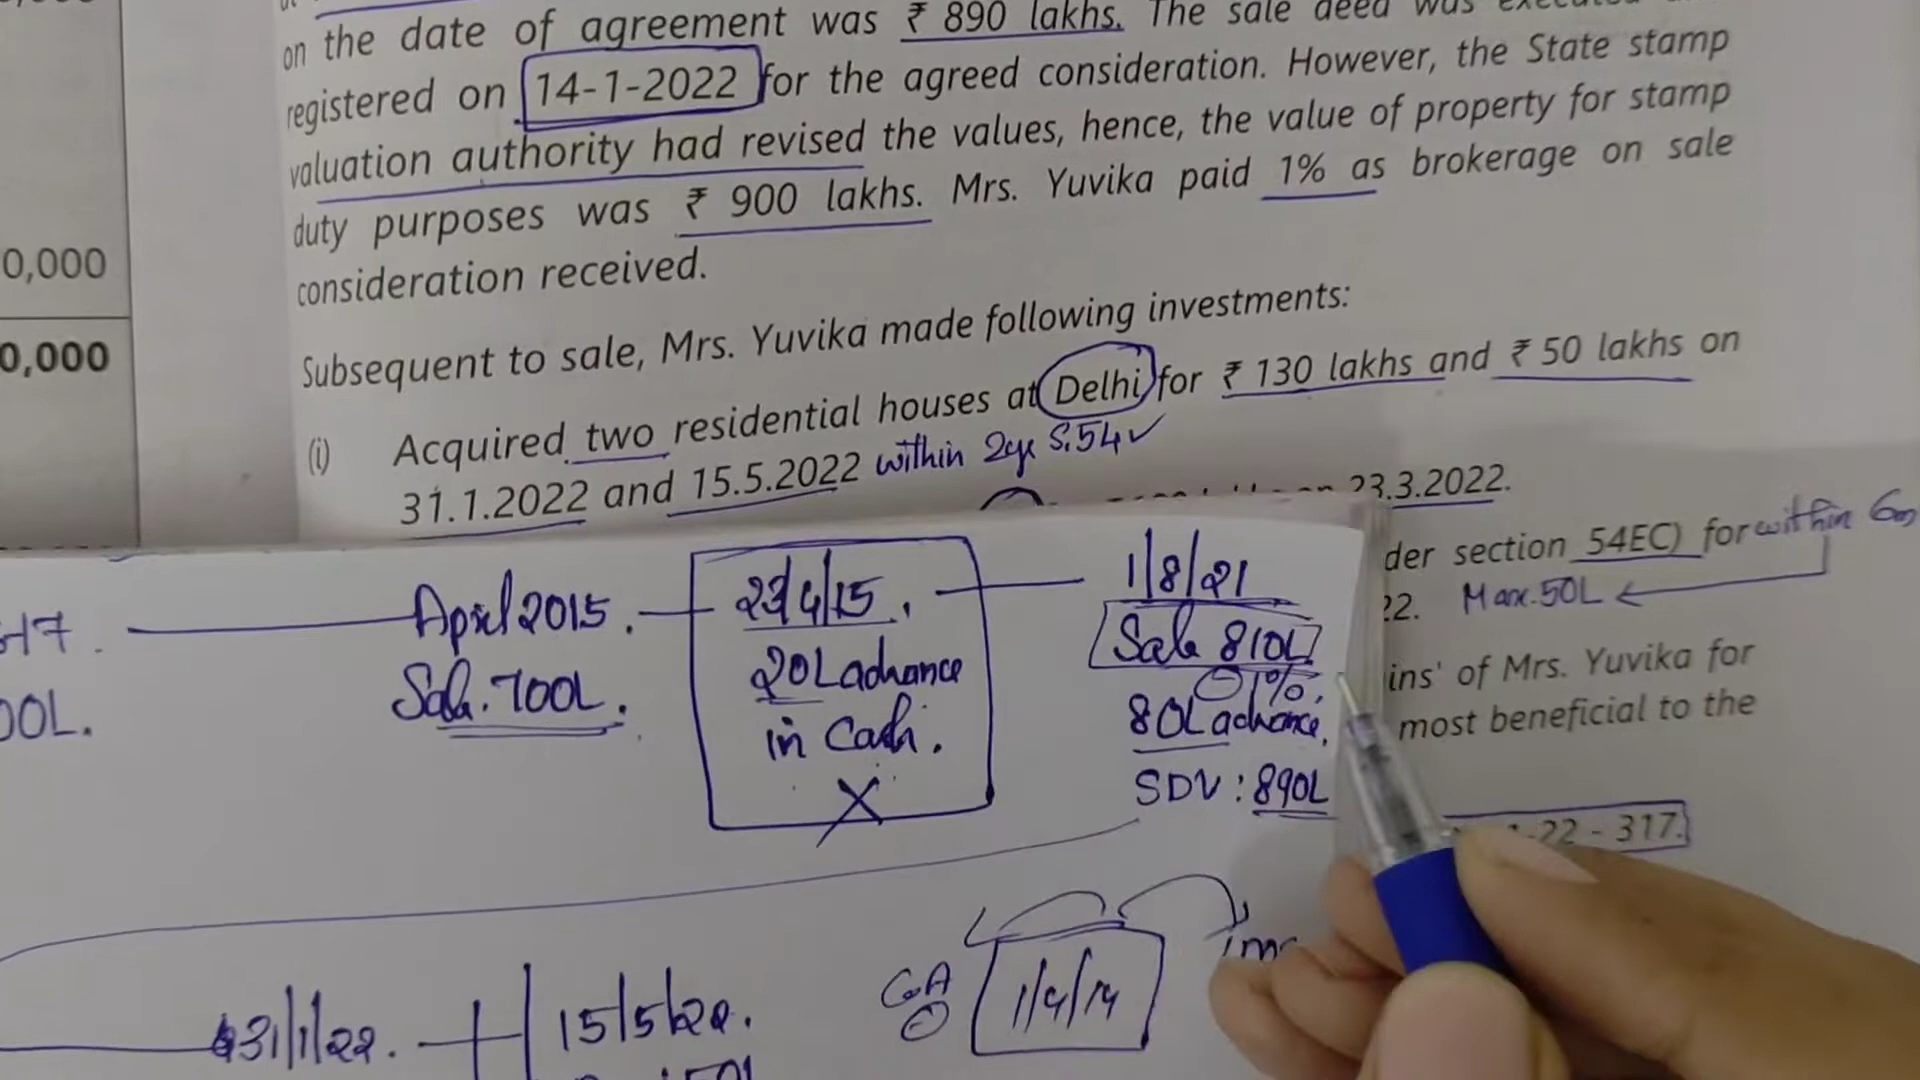 on the date of agreement was ₹ 890 lakhs. The sale deed was
registered on 14-1-2022 for the agreed consideration. However, the State stamp
valuation authority had revised the values, hence, the value of property for stamp
duty purposes was ₹ 900 lakhs. Mrs. Yuvika paid 1% as brokerage on sale
consideration received.
0,000
0,000
Subsequent to sale, Mrs. Yuvika made following investments:
(i) Acquired two residential houses at Delhi for ₹ 130 lakhs and ₹ 50 lakhs on
31.1.2022 and 15.5.2022 within 2yr S.54 ✓
23.3.2022.
der section 54EC) for within 6m
22. Max. 50L
ins' of Mrs. Yuvika for
most beneficial to the
22 - 317.
17. April 2015. 23/4/15. 1/8/21
00L. Sale. 700L. 20L advance Sale 810L
⊖ 1%.
in Cash. 80L advance.
X SDV : 890L
31/1/22. 15/5/22. CoA 1/4/14
⊖